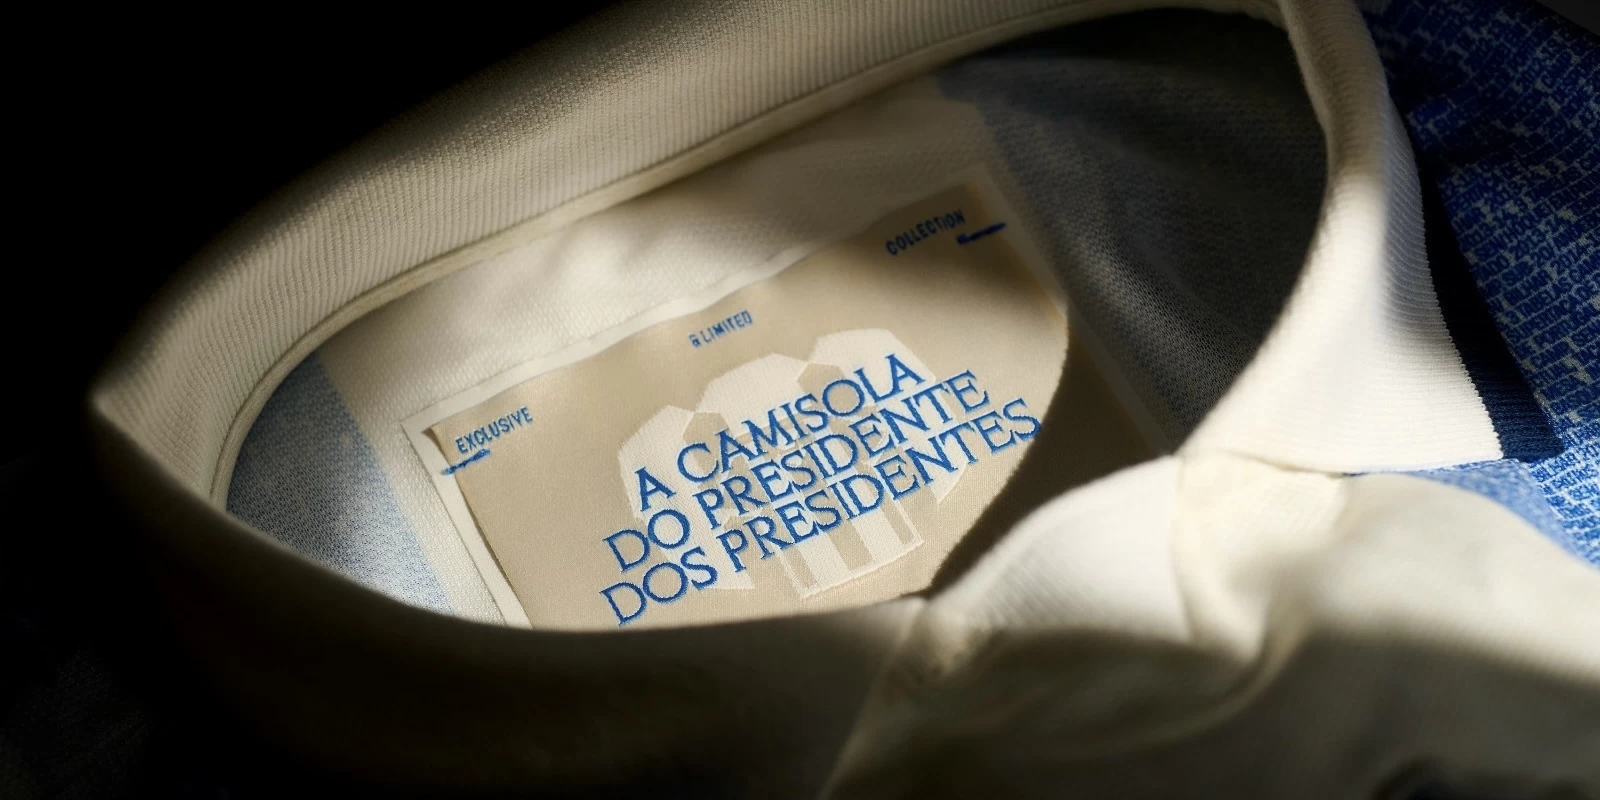 EXCLUSIVE
& LIMITED
COLLECTION
A CAMISOLA
DO PRESIDENTE
DOS PRESIDENTES